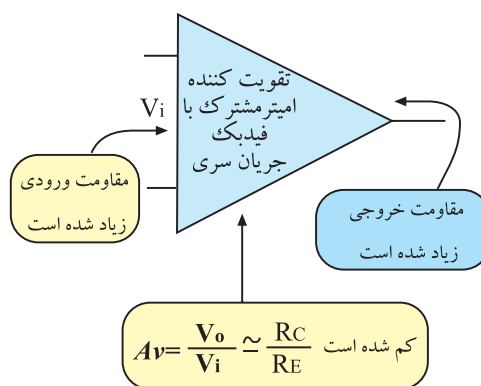 تقویت کننده
امیترمشترک با
فیدبک
جریان سری
Vi
مقاومت ورودی
زیاد شده است
مقاومت خروجی
زیاد شده است
Av= Vo/Vi ≃ RC/RE کم شده است